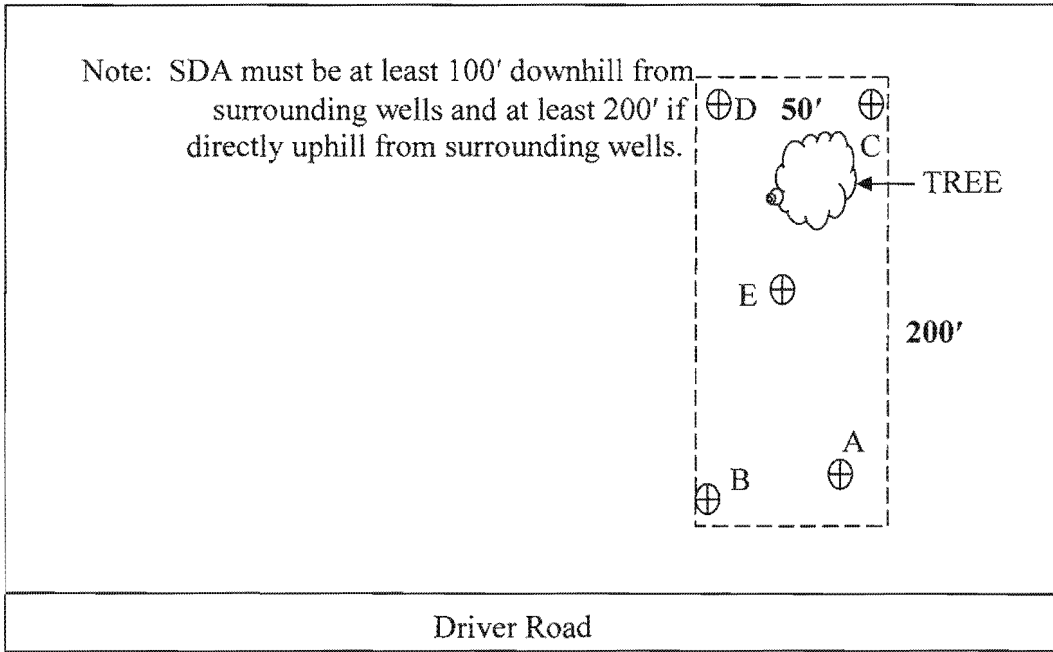 Note: SDA must be at least 100' downhill from
surrounding wells and at least 200' if
directly uphill from surrounding wells.
D 50'
C
TREE
E
200'
A
B
Driver Road